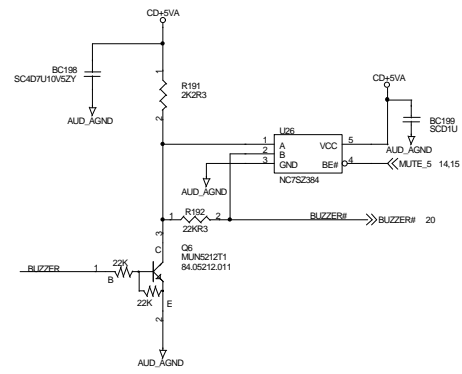 CD+5VA
BC198
SC4D7U10V5ZY
AUD_AGND
1
R191
2K2R3
2
CD+5VA
BC199
SCD1U
AUD_AGND
U26
1 A VCC 5
2 B
3 GND BE# 4
NC7SZ384
MUTE_5 14,15
AUD_AGND
R192
1 2
22KR3
BUZZER# BUZZER# 20
3
C
Q6
MUN5212T1
84.05212.011
BUZZER 1 22K
B
22K E
2
AUD_AGND